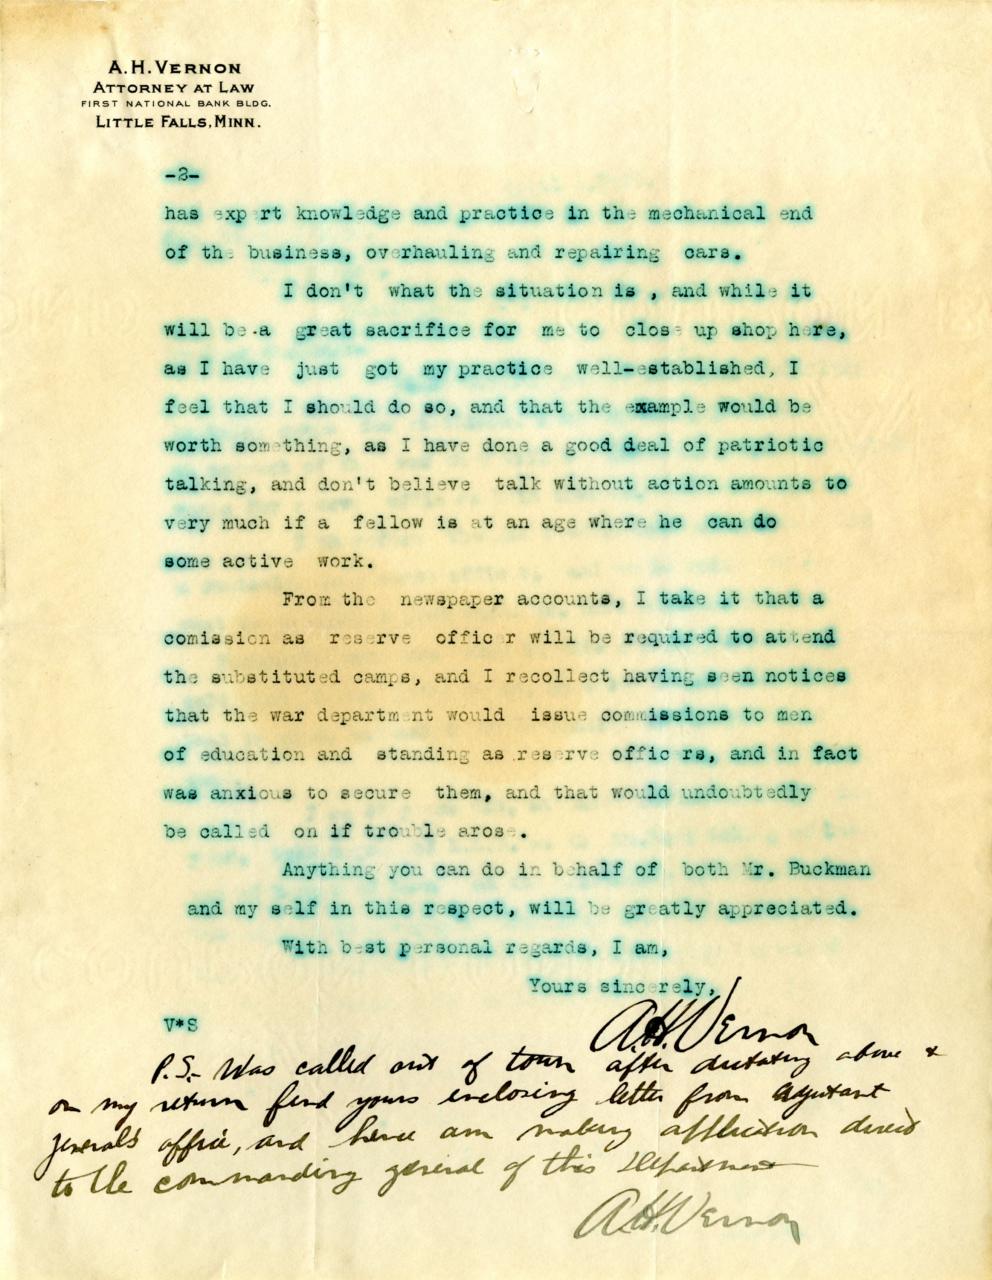 A.H. VERNON
ATTORNEY AT LAW
FIRST NATIONAL BANK BLDG.
LITTLE FALLS, MINN.
-2-
has expert knowledge and practice in the mechanical end
of the business, overhauling and repairing cars.
I don't what the situation is , and while it
will be a great sacrifice for me to close up shop here,
as I have just got my practice well-established, I
feel that I should do so, and that the example would be
worth something, as I have done a good deal of patriotic
talking, and don't believe talk without action amounts to
very much if a fellow is at an age where he can do
some active work.
From the newspaper accounts, I take it that a
comission as reserve officer will be required to attend
the substituted camps, and I recollect having seen notices
that the war department would issue commissions to men
of education and standing as reserve officers, and in fact
was anxious to secure them, and that would undoubtedly
be called on if trouble arose.
Anything you can do in behalf of both Mr. Buckman
and my self in this respect, will be greatly appreciated.
With best personal regards, I am,
Yours sincerely,
A.H. Vernon
V*S
P.S.- Was called out of town after dictating above &
on my return find yours enclosing letter from adjutant
general's office, and hence am making application direct
to the commanding general of this Department
A.H. Vernon